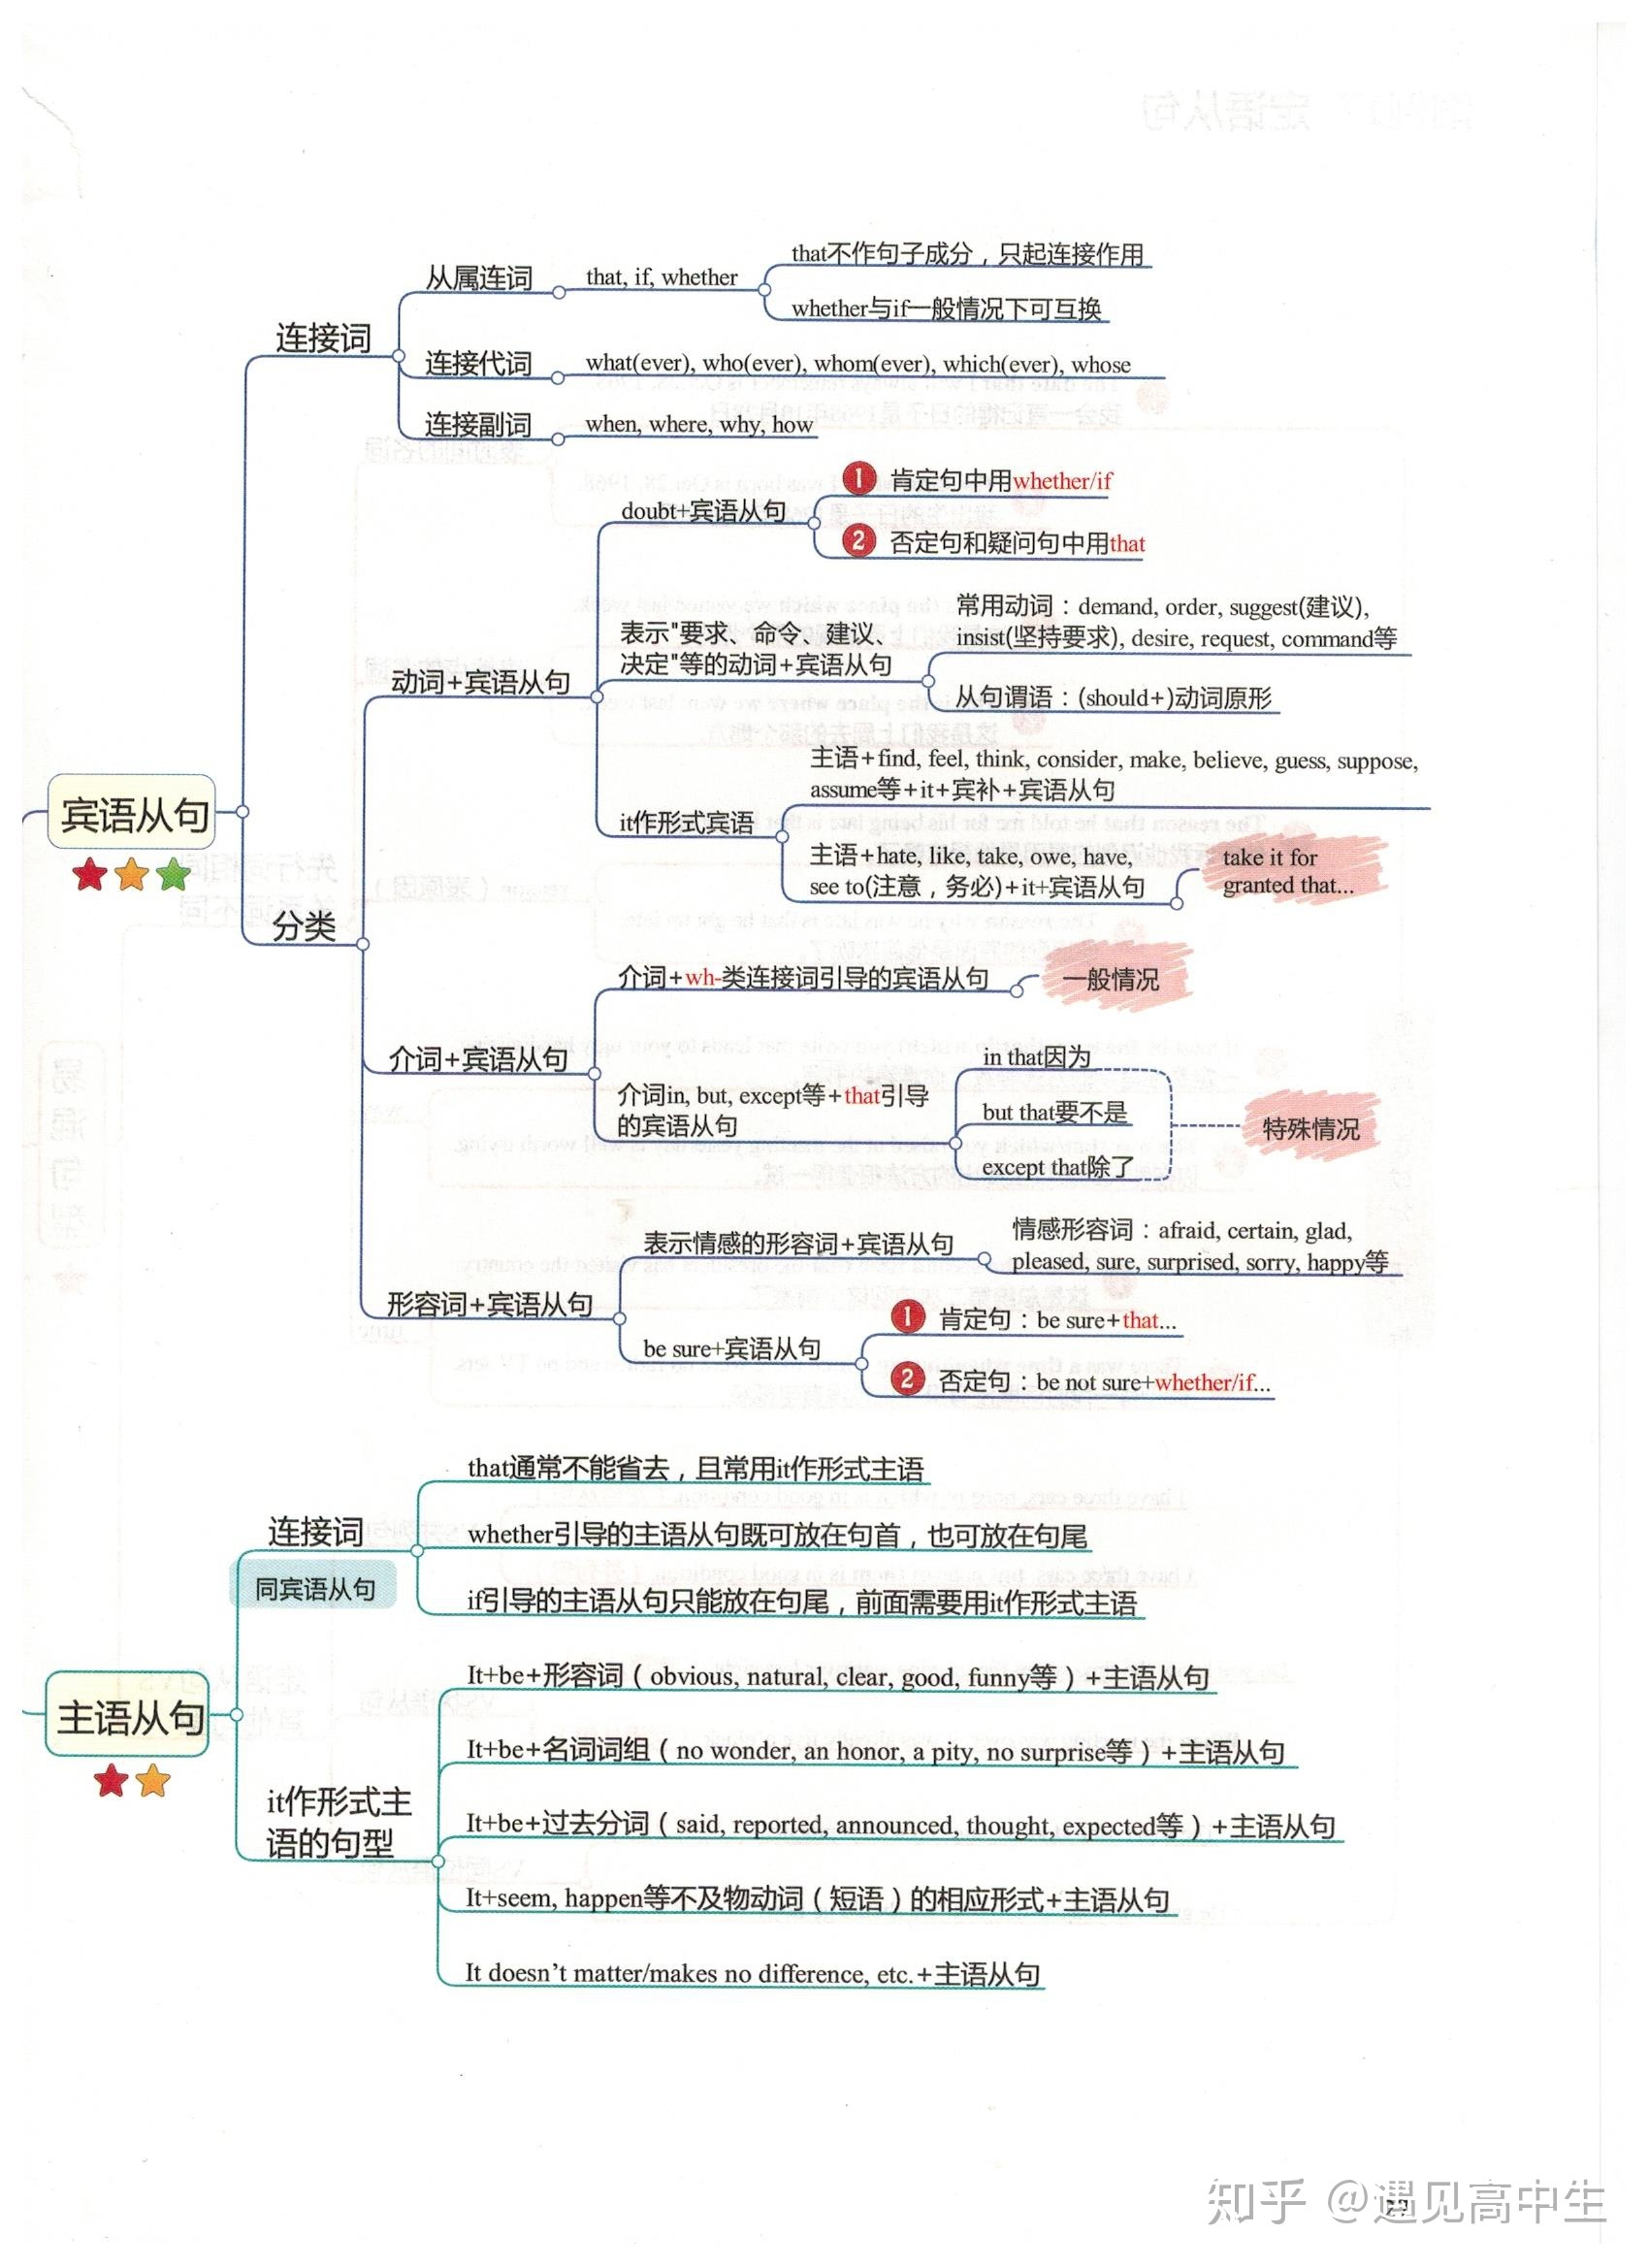 从属连词
that, if, whether
that不作句子成分，只起连接作用
whether与if一般情况下可互换
连接词
连接代词
what(ever), who(ever), whom(ever), which(ever), whose
连接副词
when, where, why, how
doubt+宾语从句
1 肯定句中用whether/if
2 否定句和疑问句中用that
动词+宾语从句
表示"要求、命令、建议、
决定"等的动词+宾语从句
常用动词：demand, order, suggest(建议),
insist(坚持要求), desire, request, command等
从句谓语：(should+)动词原形
it作形式宾语
主语+find, feel, think, consider, make, believe, guess, suppose,
assume等+it+宾补+宾语从句
主语+hate, like, take, owe, have,
see to(注意，务必)+it+宾语从句
take it for
granted that...
宾语从句
分类
介词+wh-类连接词引导的宾语从句
一般情况
介词+宾语从句
介词in, but, except等+that引导
的宾语从句
in that因为
but that要不是
except that除了
特殊情况
表示情感的形容词+宾语从句
情感形容词：afraid, certain, glad,
pleased, sure, surprised, sorry, happy等
形容词+宾语从句
be sure+宾语从句
1 肯定句：be sure+that...
2 否定句：be not sure+whether/if...
that通常不能省去，且常用it作形式主语
连接词
同宾语从句
whether引导的主语从句既可放在句首，也可放在句尾
if引导的主语从句只能放在句尾，前面需要用it作形式主语
主语从句
it作形式主
语的句型
It+be+形容词（obvious, natural, clear, good, funny等）+主语从句
It+be+名词词组（no wonder, an honor, a pity, no surprise等）+主语从句
It+be+过去分词（said, reported, announced, thought, expected等）+主语从句
It+seem, happen等不及物动词（短语）的相应形式+主语从句
It doesn't matter/makes no difference, etc.+主语从句
知乎 @遇见高中生